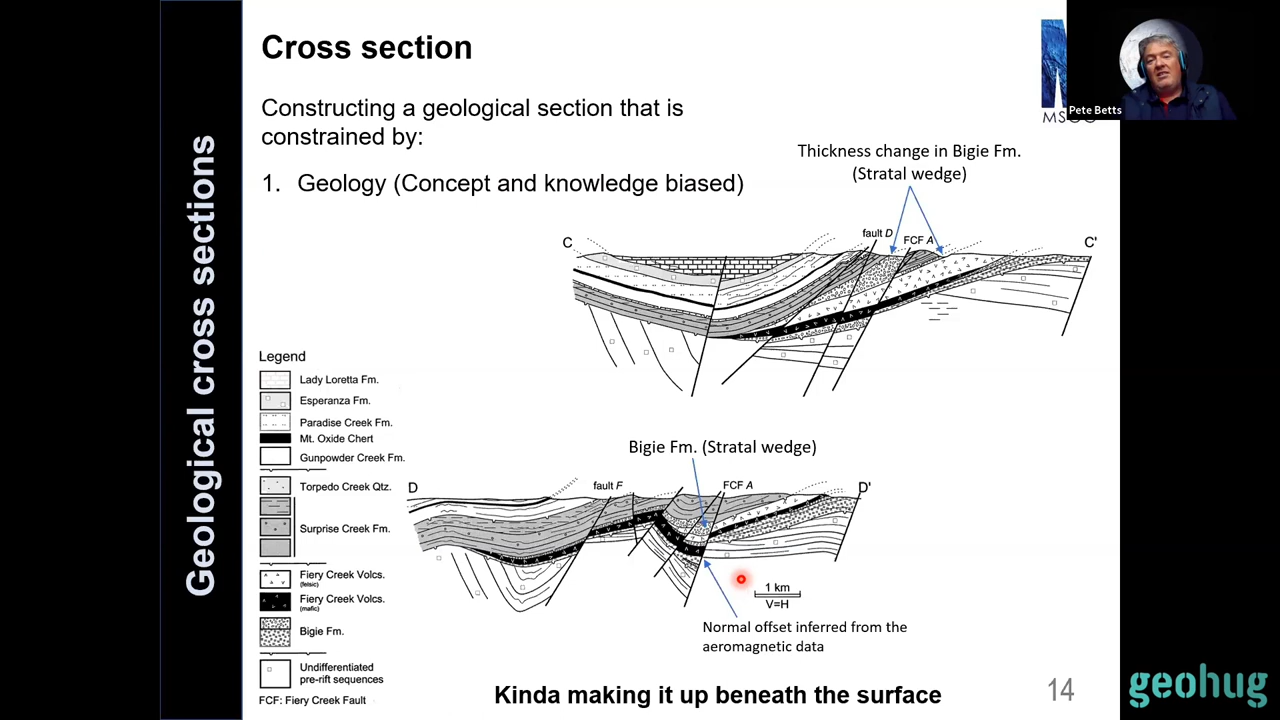 Geological cross sections
Cross section
Pete Betts
Constructing a geological section that is
constrained by:
1. Geology (Concept and knowledge biased)
Thickness change in Bigie Fm.
(Stratal wedge)
C
fault D
FCF A
C'
Legend
Lady Loretta Fm.
Esperanza Fm.
Paradise Creek Fm.
Mt. Oxide Chert
Gunpowder Creek Fm.
Torpedo Creek Qtz.
Surprise Creek Fm.
Fiery Creek Volcs.
(felsic)
Fiery Creek Volcs.
(mafic)
Bigie Fm.
Undifferentiated
pre-rift sequences
FCF: Fiery Creek Fault
Bigie Fm. (Stratal wedge)
D
fault F
FCF A
D'
1 km
V=H
Normal offset inferred from the
aeromagnetic data
Kinda making it up beneath the surface
14
geohug